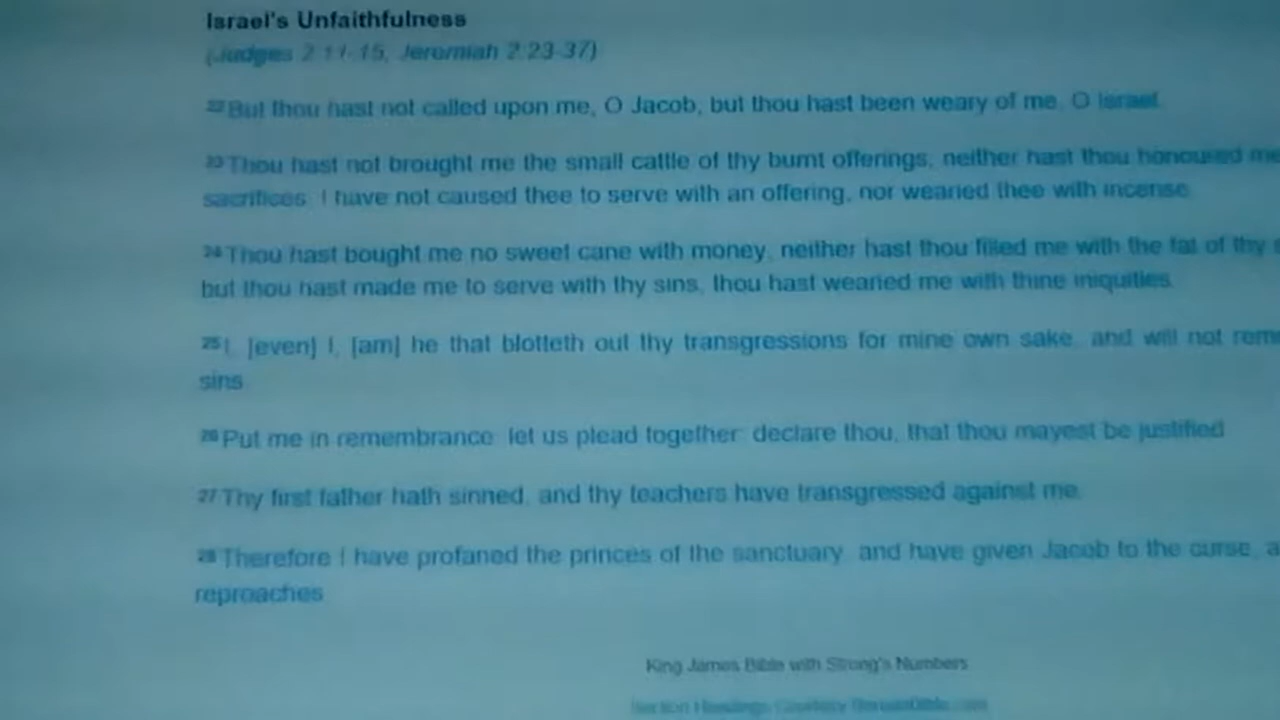 Israel's Unfaithfulness
(Judges 2:11-15; Jeremiah 2:23-37)
22 But thou hast not called upon me, O Jacob; but thou hast been weary of me, O Israel.
23 Thou hast not brought me the small cattle of thy burnt offerings; neither hast thou honoured me
sacrifices. I have not caused thee to serve with an offering, nor wearied thee with incense.
24 Thou hast bought me no sweet cane with money, neither hast thou filled me with the fat of thy
but thou hast made me to serve with thy sins, thou hast wearied me with thine iniquities.
25 I, [even] I, [am] he that blotteth out thy transgressions for mine own sake, and will not rem
sins.
26 Put me in remembrance: let us plead together: declare thou, that thou mayest be justified.
27 Thy first father hath sinned, and thy teachers have transgressed against me.
28 Therefore I have profaned the princes of the sanctuary, and have given Jacob to the curse, a
reproaches.
King James Bible with Strong's Numbers
Section Headings Courtesy